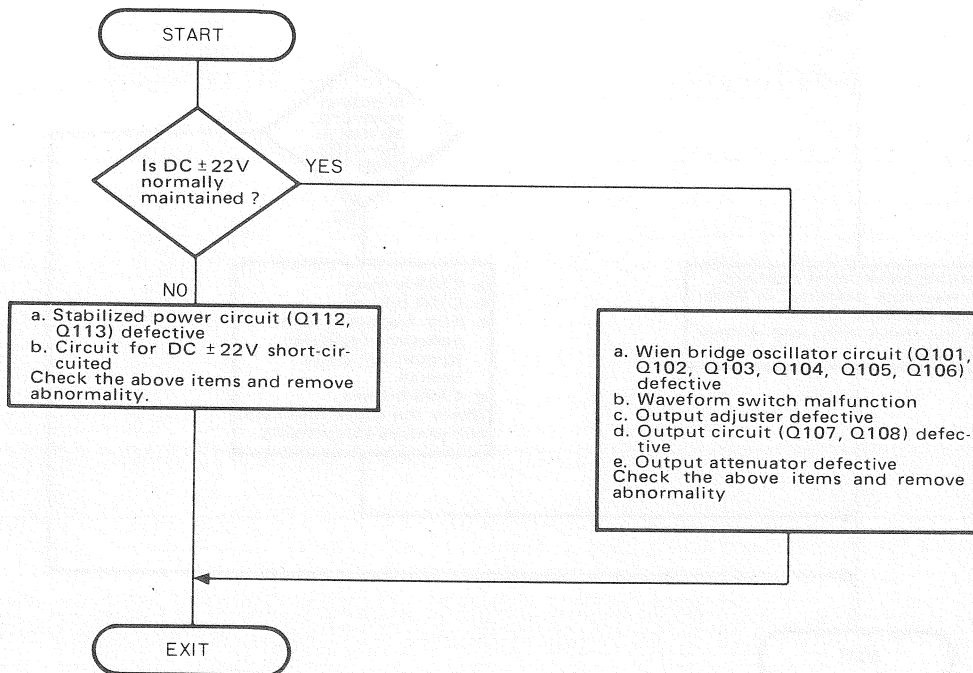 START
Is DC ± 22V
normally
maintained ?
YES
NO
a. Stabilized power circuit (Q112,
Q113) defective
b. Circuit for DC ± 22V short-cir-
cuited
Check the above items and remove
abnormality.
a. Wien bridge oscillator circuit (Q101,
Q102, Q103, Q104, Q105, Q106)
defective
b. Waveform switch malfunction
c. Output adjuster defective
d. Output circuit (Q107, Q108) defec-
tive
e. Output attenuator defective
Check the above items and remove
abnormality
EXIT